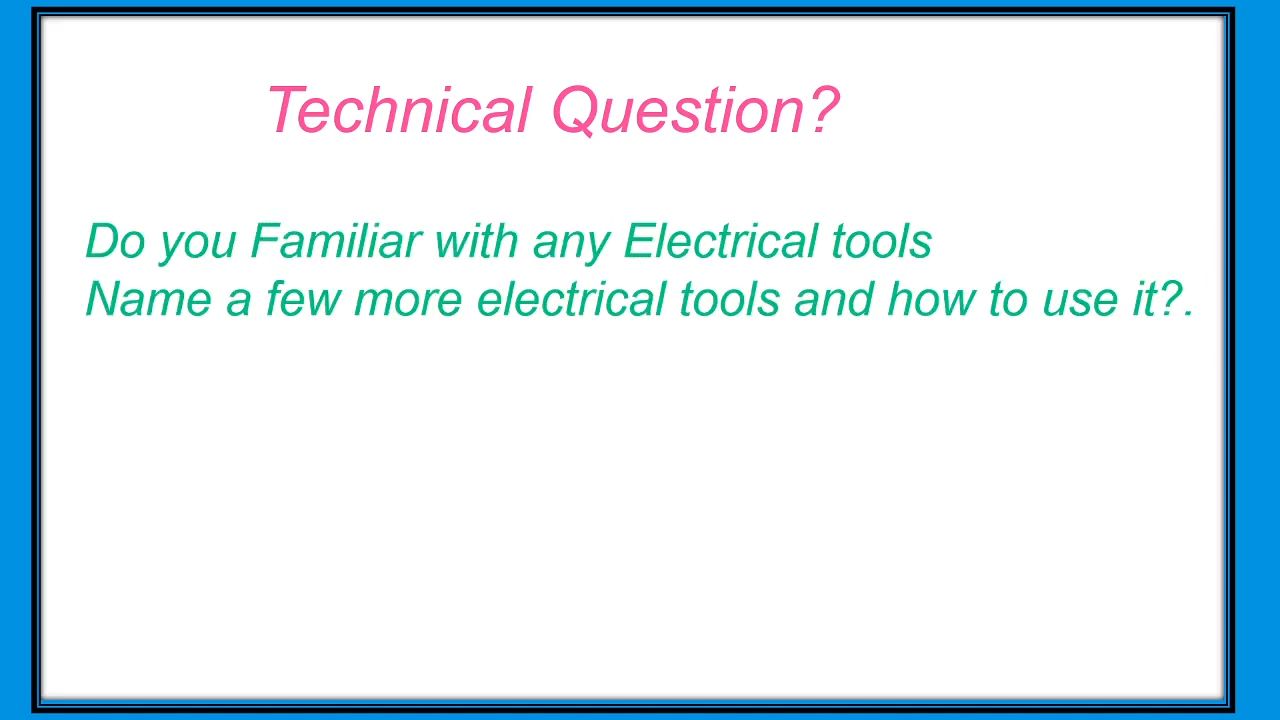 Technical Question?
Do you Familiar with any Electrical tools
Name a few more electrical tools and how to use it?.